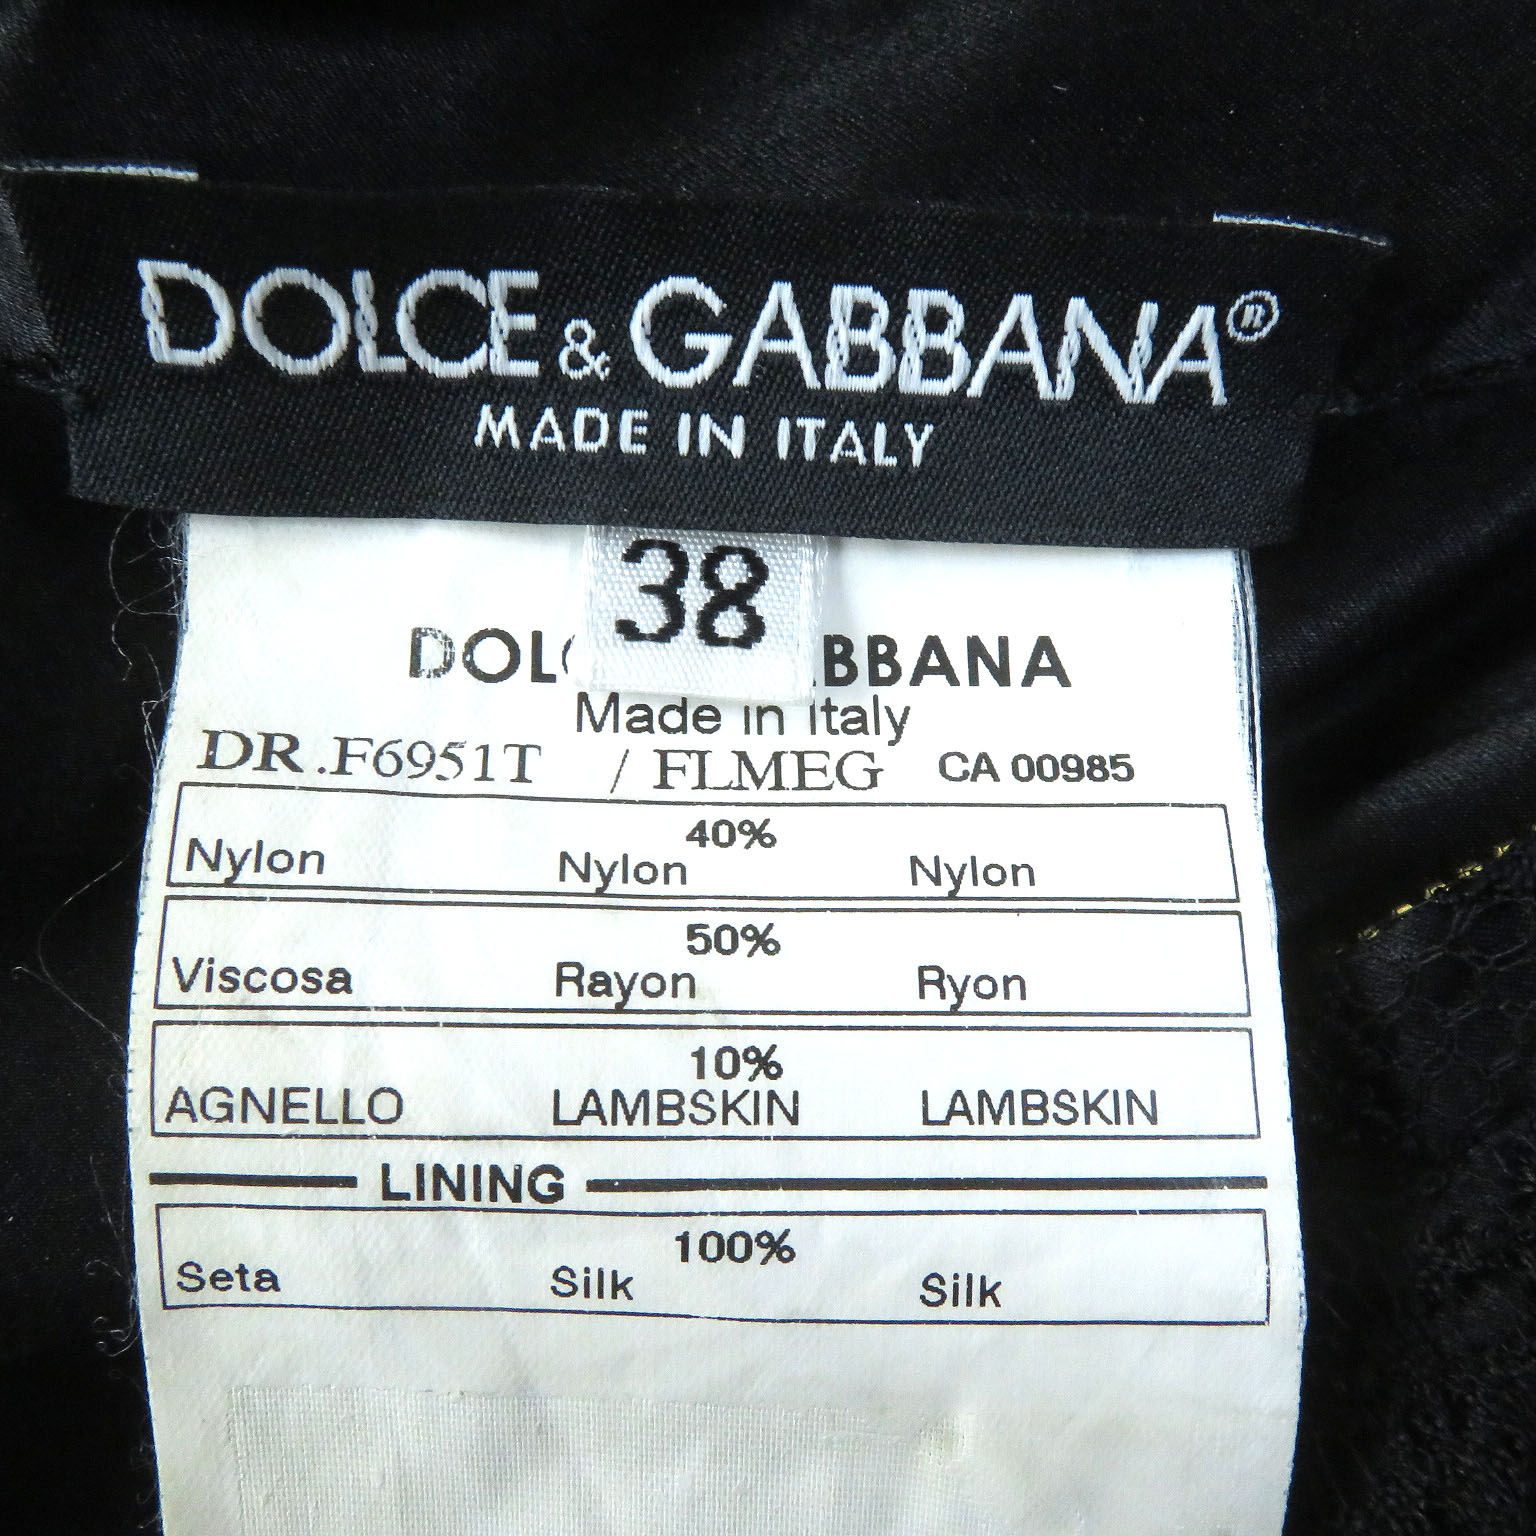 DOLCE & GABBANA®
MADE IN ITALY
38
DOL BBANA
Made in Italy
DR.F6951T / FLMEG CA 00985
40%
Nylon Nylon Nylon
50%
Viscosa Rayon Ryon
10%
AGNELLO LAMBSKIN LAMBSKIN
LINING
100%
Seta Silk Silk